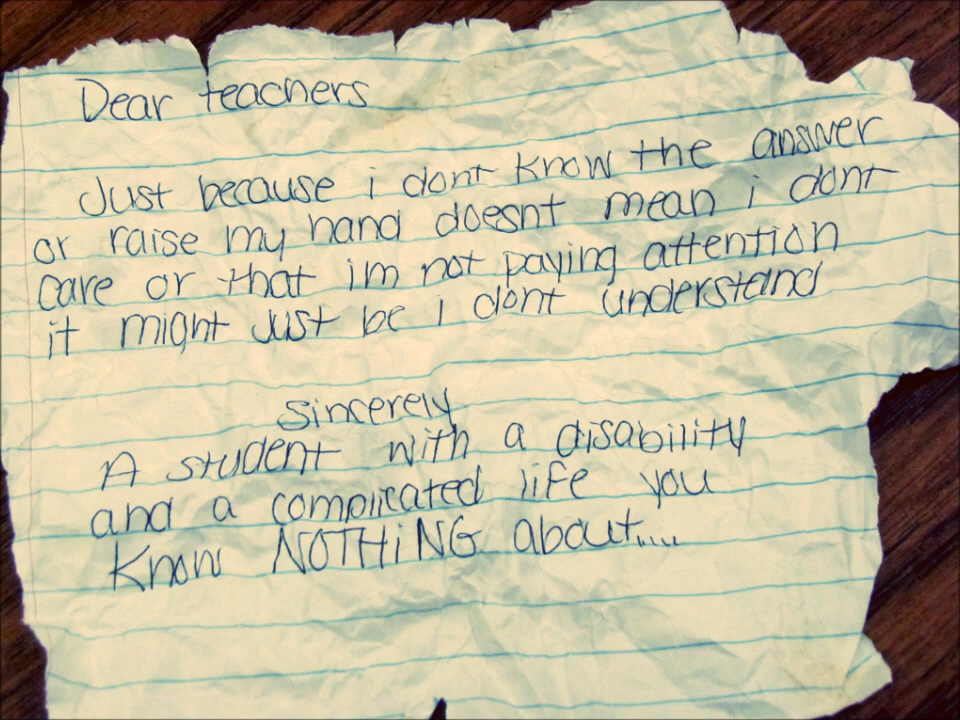 Dear teachers
Just because i dont know the answer
or raise my hand doesnt mean i dont
care or that im not paying attention
it might Just be I dont understand
Sincerely
A student with a disability
and a complicated life you
Know NOTHiNG about.....